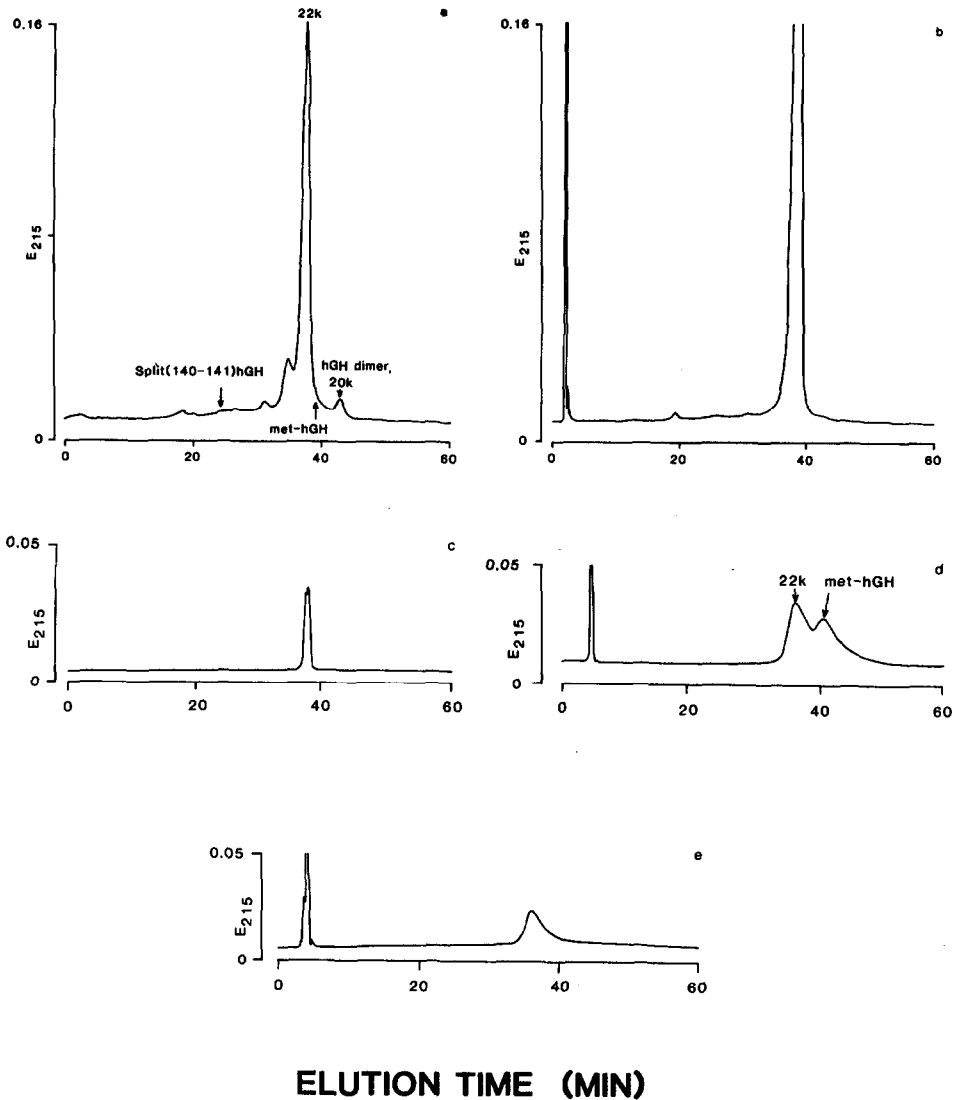 a
0.16
22k
E215
Split(140-141)hGH
hGH dimer,
20k
met-hGH
0
0 20 40 60
b
0.16
E215
0
0 20 40 60
c
0.05
E215
0
0 20 40 60
d
0.05
22k
met-hGH
E215
0
0 20 40 60
e
0.05
E215
0
0 20 40 60
ELUTION TIME (MIN)